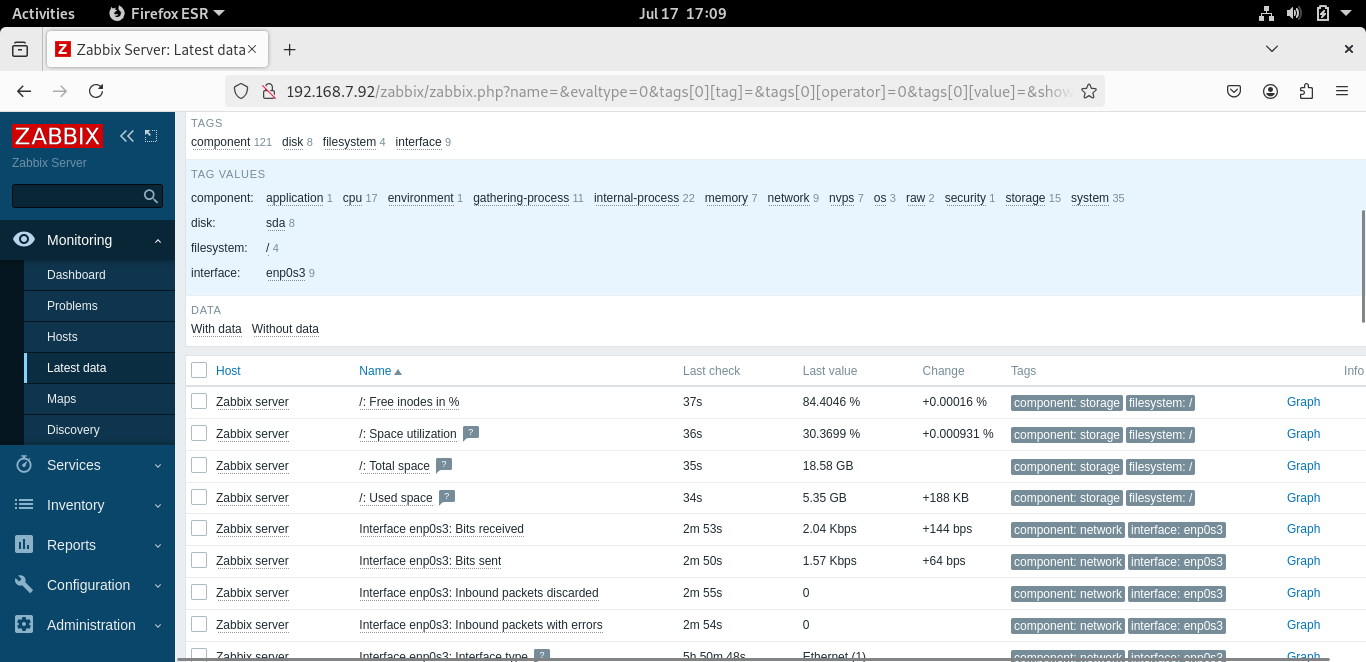 Activities Firefox ESR Jul 17 17:09
Z Zabbix Server: Latest data
192.168.7.92/zabbix/zabbix.php?name=&evaltype=0&tags[0][tag]=&tags[0][operator]=0&tags[0][value]=&show
ZABBIX
Zabbix Server
Monitoring
Dashboard
Problems
Hosts
Latest data
Maps
Discovery
Services
Inventory
Reports
Configuration
Administration
TAGS
component 121 disk 8 filesystem 4 interface 9
TAG VALUES
component: application 1 cpu 17 environment 1 gathering-process 11 internal-process 22 memory 7 network 9 nvps 7 os 3 raw 2 security 1 storage 15 system 35
disk: sda 8
filesystem: / 4
interface: enp0s3 9
DATA
With data Without data
Host Name Last check Last value Change Tags Info
Zabbix server /: Free inodes in % 37s 84.4046 % +0.00016 % component: storage filesystem: / Graph
Zabbix server /: Space utilization ? 36s 30.3699 % +0.000931 % component: storage filesystem: / Graph
Zabbix server /: Total space ? 35s 18.58 GB component: storage filesystem: / Graph
Zabbix server /: Used space ? 34s 5.35 GB +188 KB component: storage filesystem: / Graph
Zabbix server Interface enp0s3: Bits received 2m 53s 2.04 Kbps +144 bps component: network interface: enp0s3 Graph
Zabbix server Interface enp0s3: Bits sent 2m 50s 1.57 Kbps +64 bps component: network interface: enp0s3 Graph
Zabbix server Interface enp0s3: Inbound packets discarded 2m 55s 0 component: network interface: enp0s3 Graph
Zabbix server Interface enp0s3: Inbound packets with errors 2m 54s 0 component: network interface: enp0s3 Graph
Zabbix server Interface enp0s3: Interface type ? 5h 50m 48s Ethernet (1) component: network interface: enp0s3 Graph